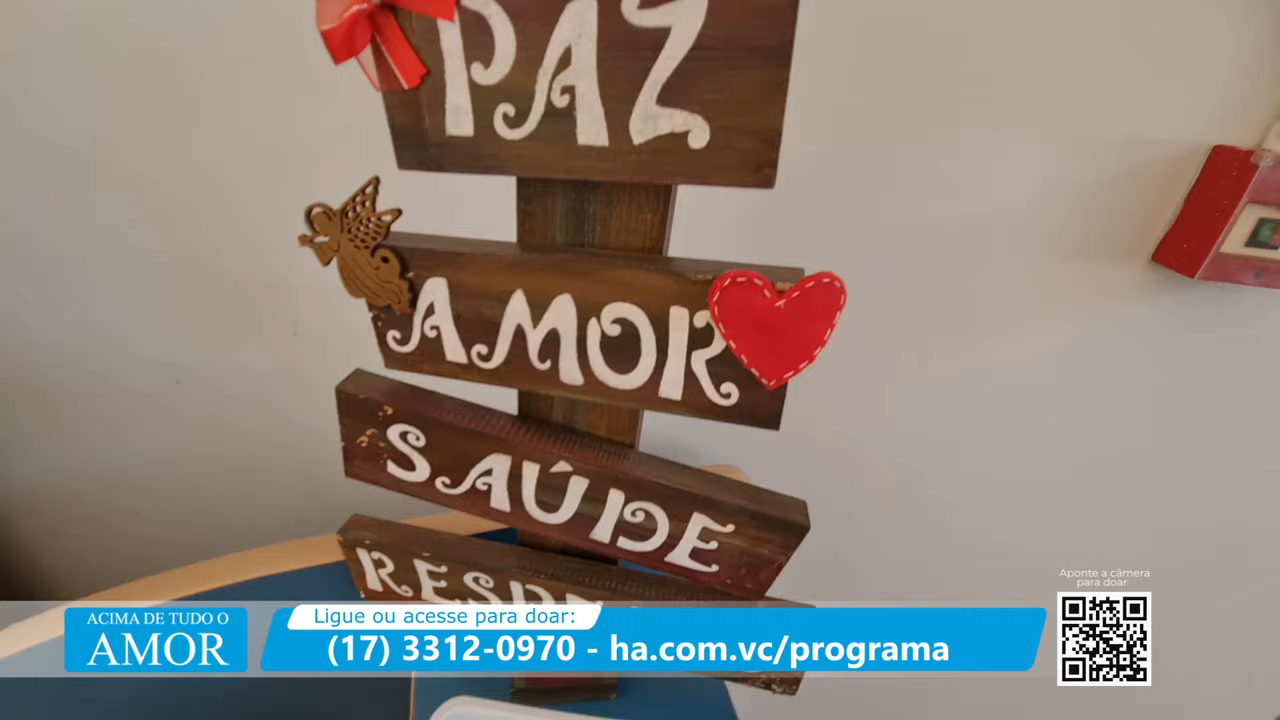 PAZ
AMOR
SAÚDE
ACIMA DE TUDO O
AMOR
Ligue ou acesse para doar:
(17) 3312-0970 - ha.com.vc/programa
Aponte a câmera
para doar